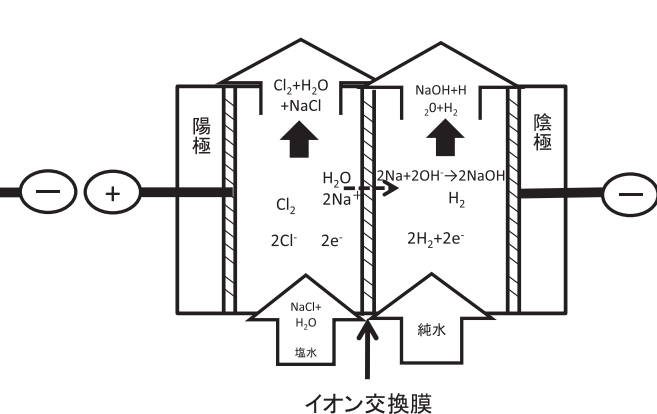 Cl₂+H₂O
+NaCl
NaOH+H
₂0+H₂
陽極
陰極
−
+
−
H₂O
2Na⁺
Cl₂
2Cl⁻ 2e⁻
2Na+2OH⁻→2NaOH
H₂
2H₂+2e⁻
NaCl+
H₂O
塩水
純水
イオン交換膜